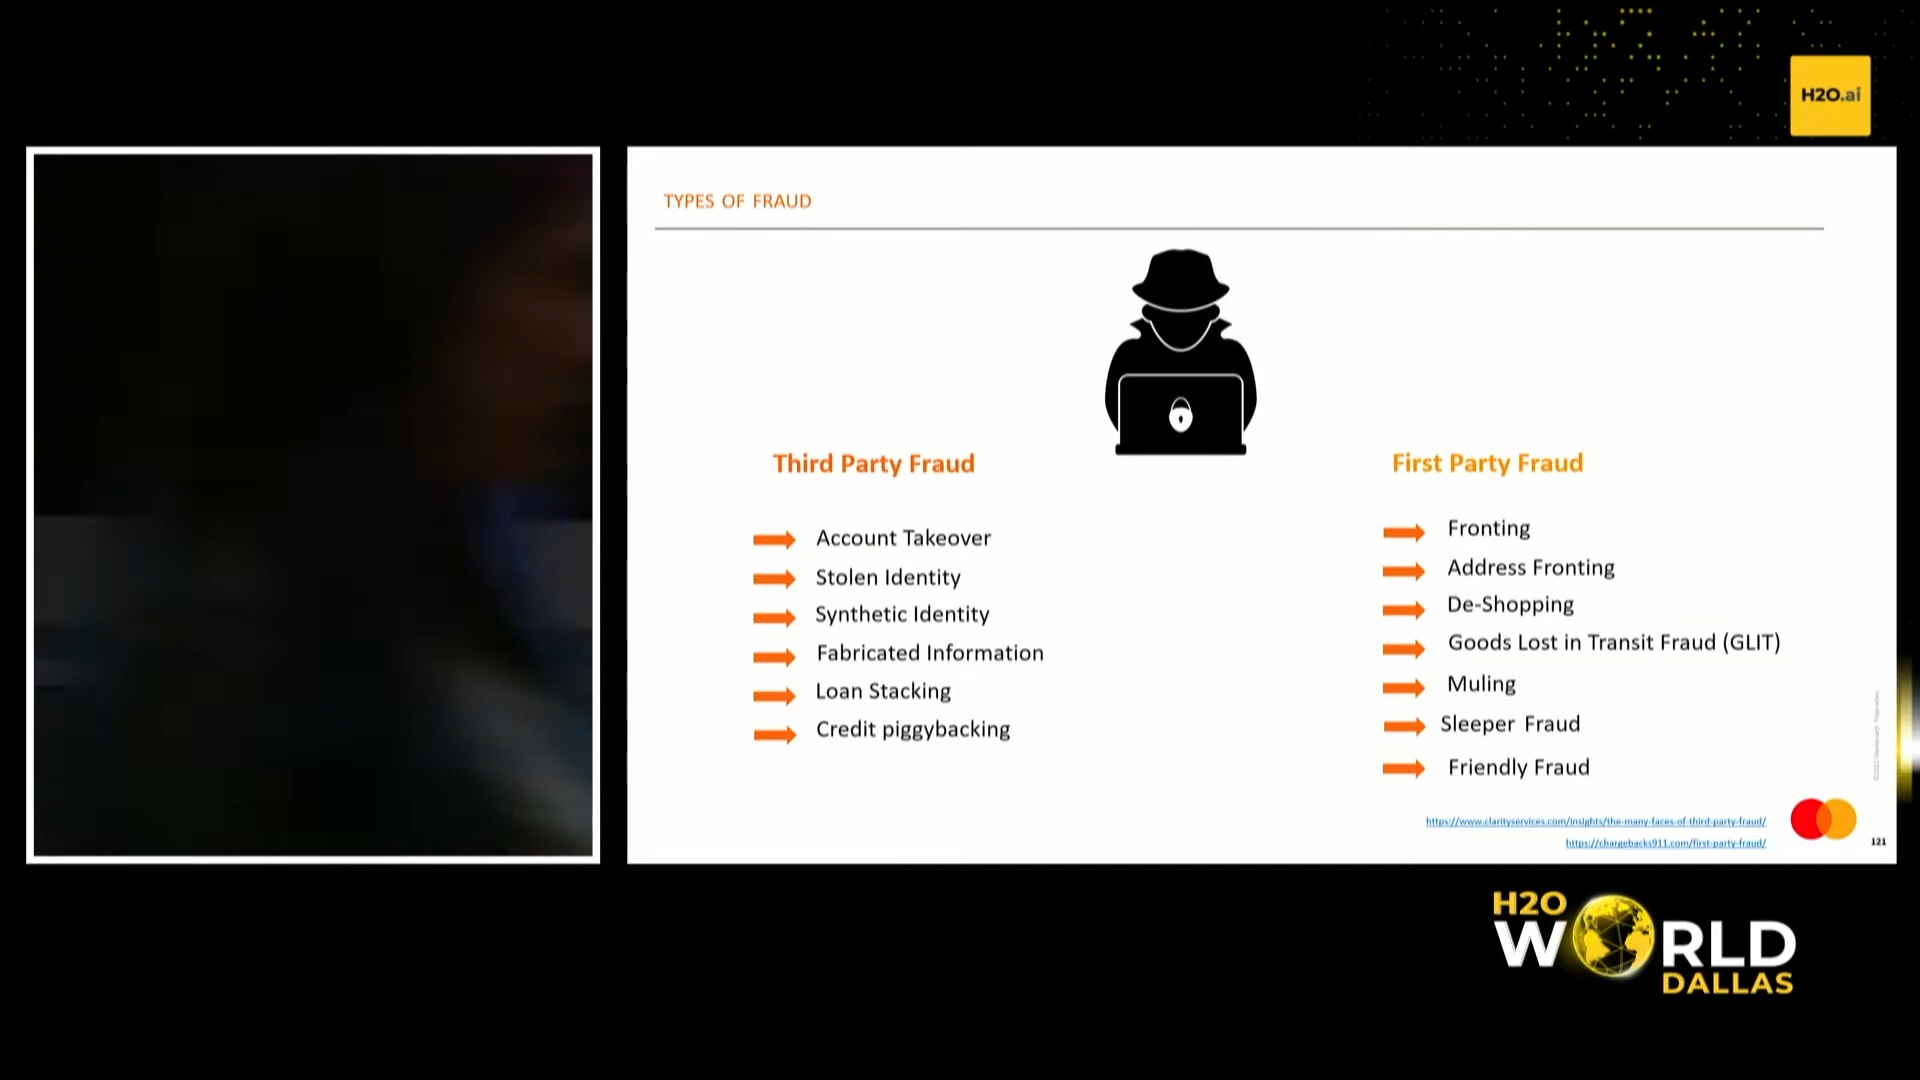 H2O.ai
TYPES OF FRAUD
Third Party Fraud
Account Takeover
Stolen Identity
Synthetic Identity
Fabricated Information
Loan Stacking
Credit piggybacking
First Party Fraud
Fronting
Address Fronting
De-Shopping
Goods Lost in Transit Fraud (GLIT)
Muling
Sleeper Fraud
Friendly Fraud
https://www.clarityservices.com/insights/the-many-faces-of-third-party-fraud/
https://chargebacks911.com/first-party-fraud/
121
H2O
WORLD
DALLAS